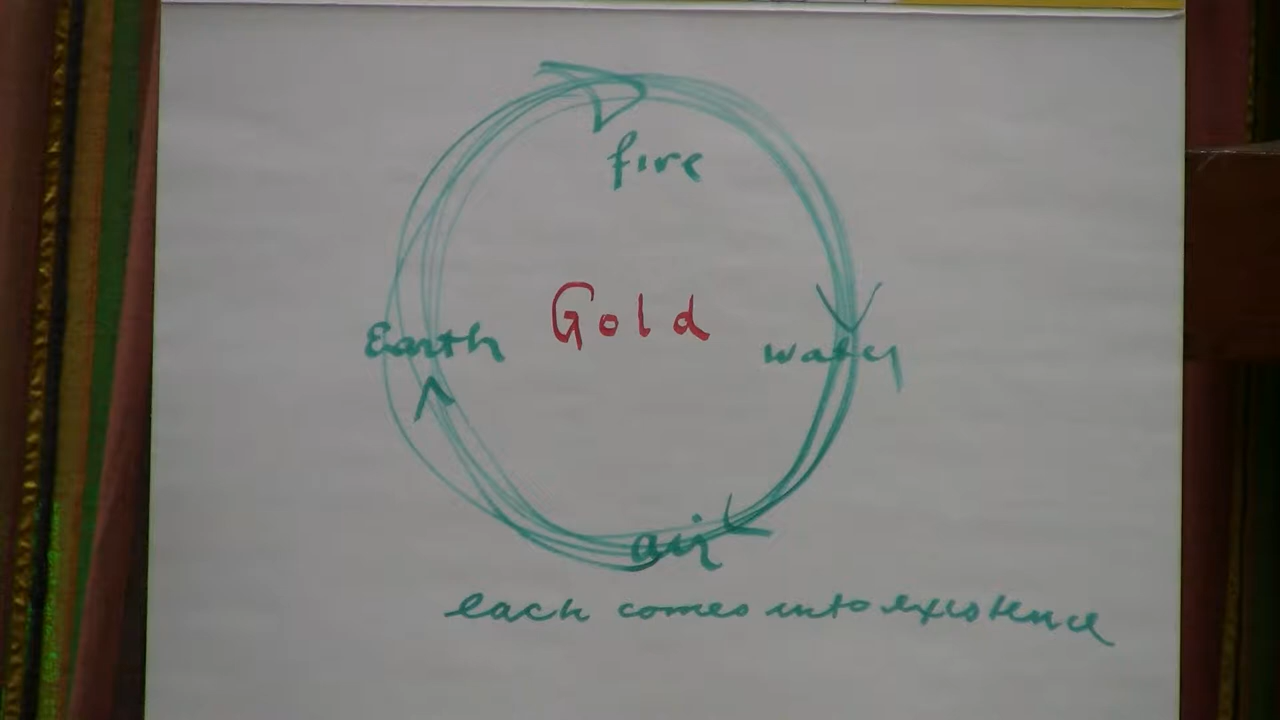 fire
Gold
Earth
water
air
each comes into existence